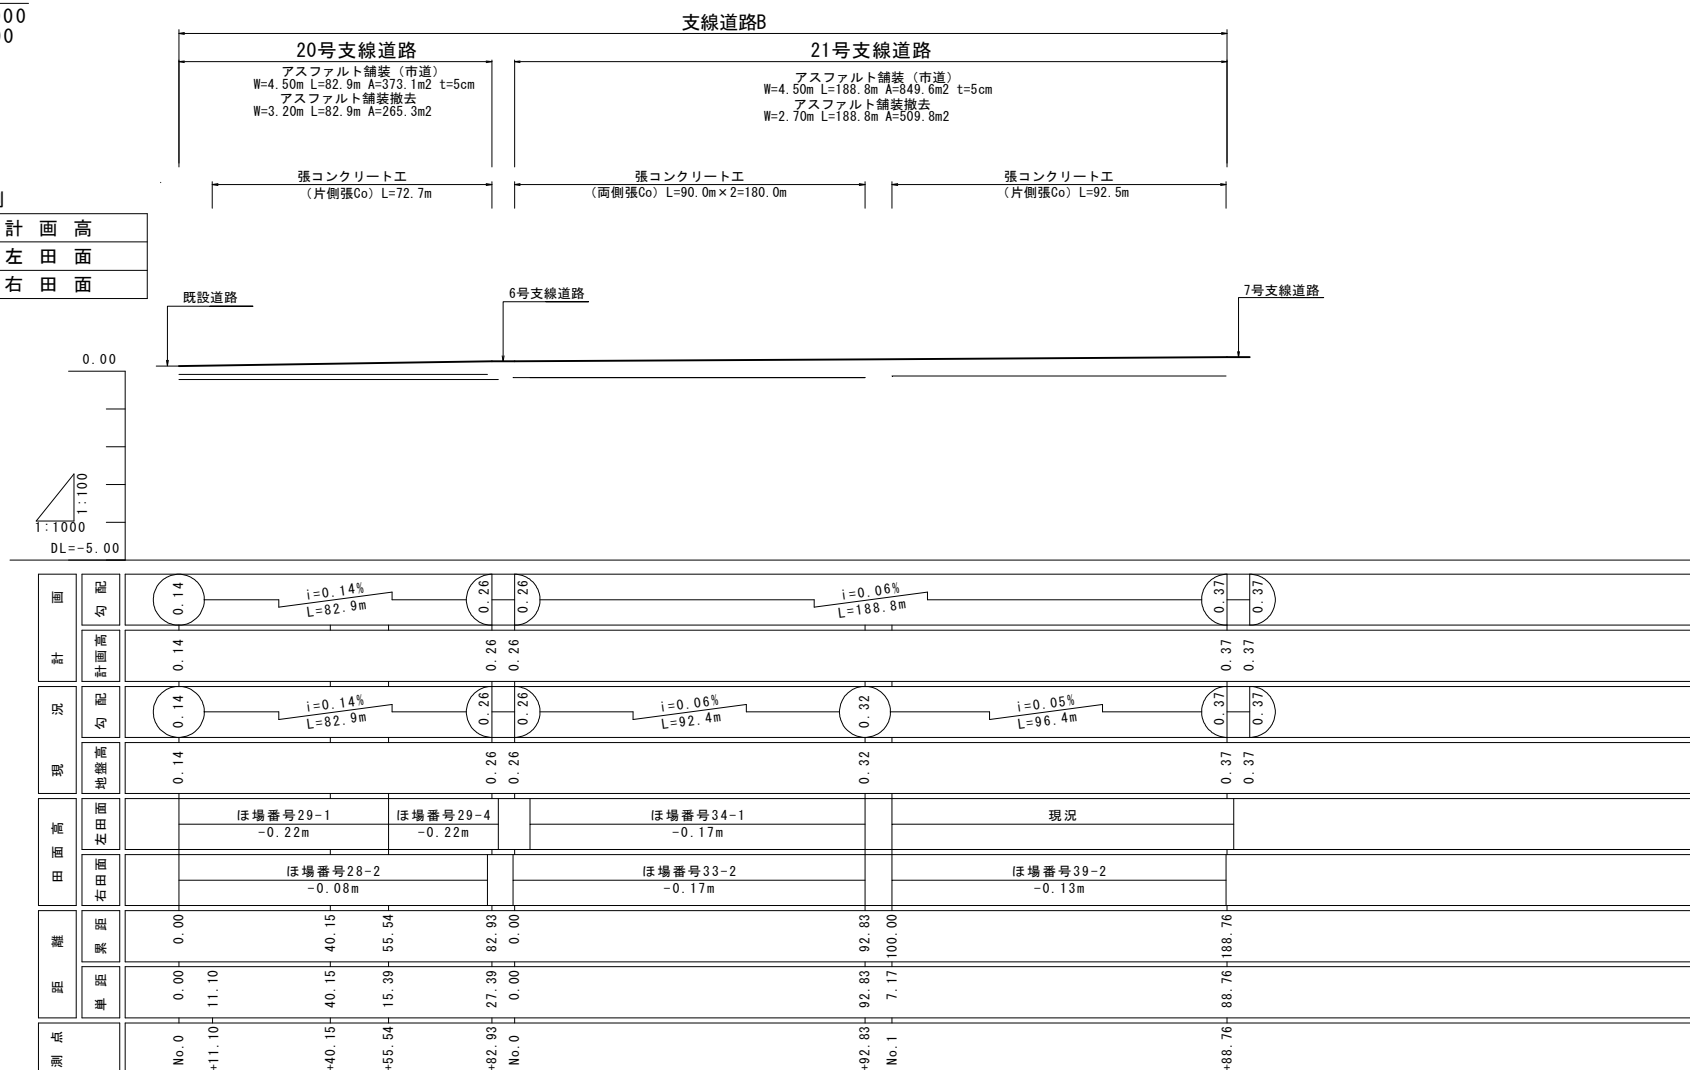 支線道路B
20号支線道路
21号支線道路
アスファルト舗装（市道）
W=4.50m L=82.9m A=373.1m2 t=5cm
アスファルト舗装撤去
W=3.20m L=82.9m A=265.3m2
アスファルト舗装（市道）
W=4.50m L=188.8m A=849.6m2 t=5cm
アスファルト舗装撤去
W=2.70m L=188.8m A=509.8m2
張コンクリート工
（片側張Co）L=72.7m
張コンクリート工
（両側張Co）L=90.0m×2=180.0m
張コンクリート工
（片側張Co）L=92.5m
計 画 高
左 田 面
右 田 面
既設道路
6号支線道路
7号支線道路
0.00
1:100
1:1000
DL=-5.00
計 画
勾 配
0.14
i=0.14%
L=82.9m
0.26
0.26
i=0.06%
L=188.8m
0.37
0.37
計画高
0.14
0.26
0.26
0.37
0.37
現 況
勾 配
0.14
i=0.14%
L=82.9m
0.26
0.26
i=0.06%
L=92.4m
0.32
i=0.05%
L=96.4m
0.37
0.37
地盤高
0.14
0.26
0.26
0.32
0.37
0.37
田 面 高
左田面
ほ場番号29-1
-0.22m
ほ場番号29-4
-0.22m
ほ場番号34-1
-0.17m
現況
右田面
ほ場番号28-2
-0.08m
ほ場番号33-2
-0.17m
ほ場番号39-2
-0.13m
距 離
累 距
0.00
40.15
55.54
82.93
0.00
92.83
100.00
188.76
単 距
0.00
11.10
40.15
15.39
27.39
0.00
92.83
7.17
88.76
測 点
No.0
+11.10
+40.15
+55.54
+82.93
No.0
+92.83
No.1
+88.76